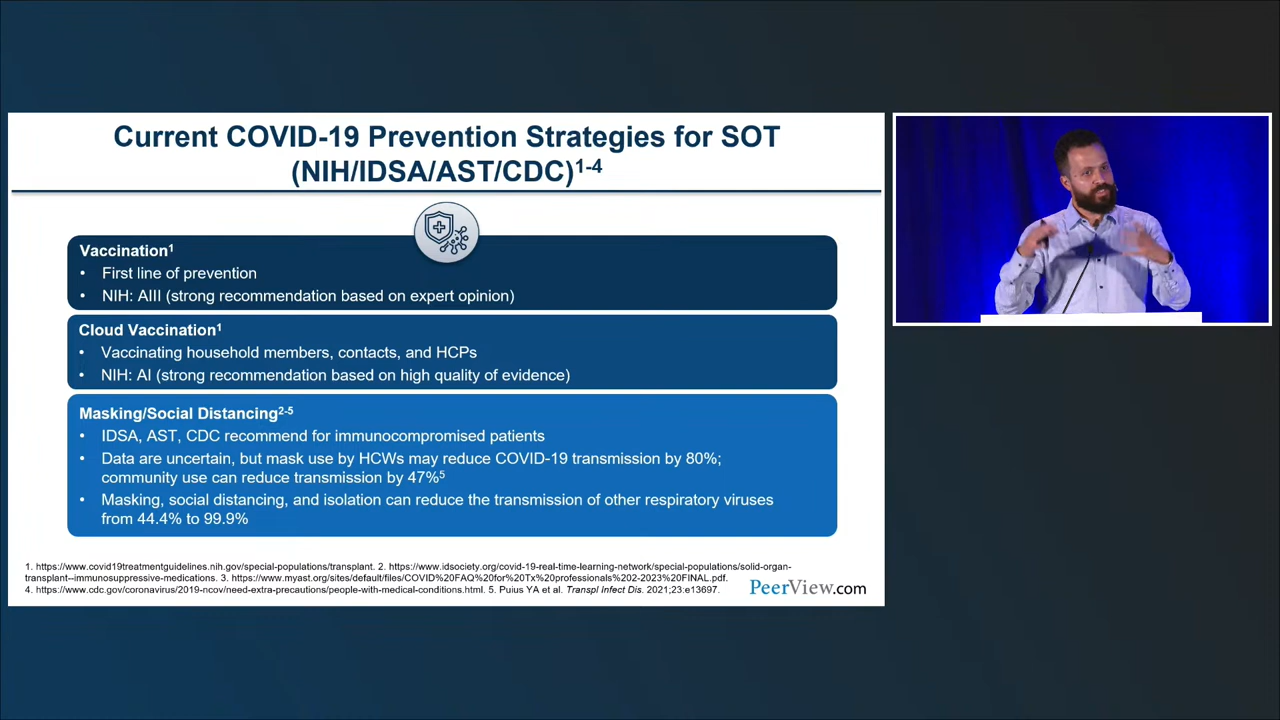 Current COVID-19 Prevention Strategies for SOT
(NIH/IDSA/AST/CDC)1-4
Vaccination1
• First line of prevention
• NIH: AIII (strong recommendation based on expert opinion)
Cloud Vaccination1
• Vaccinating household members, contacts, and HCPs
• NIH: AI (strong recommendation based on high quality of evidence)
Masking/Social Distancing2-5
• IDSA, AST, CDC recommend for immunocompromised patients
• Data are uncertain, but mask use by HCWs may reduce COVID-19 transmission by 80%;
community use can reduce transmission by 47%5
• Masking, social distancing, and isolation can reduce the transmission of other respiratory viruses
from 44.4% to 99.9%
1. https://www.covid19treatmentguidelines.nih.gov/special-populations/transplant. 2. https://www.idsociety.org/covid-19-real-time-learning-network/special-populations/solid-organ-
transplant--immunosuppressive-medications. 3. https://www.myast.org/sites/default/files/COVID%20FAQ%20for%20Tx%20professionals%202-2023%20FINAL.pdf.
4. https://www.cdc.gov/coronavirus/2019-ncov/need-extra-precautions/people-with-medical-conditions.html. 5. Puius YA et al. Transpl Infect Dis. 2021;23:e13697.
PeerView.com